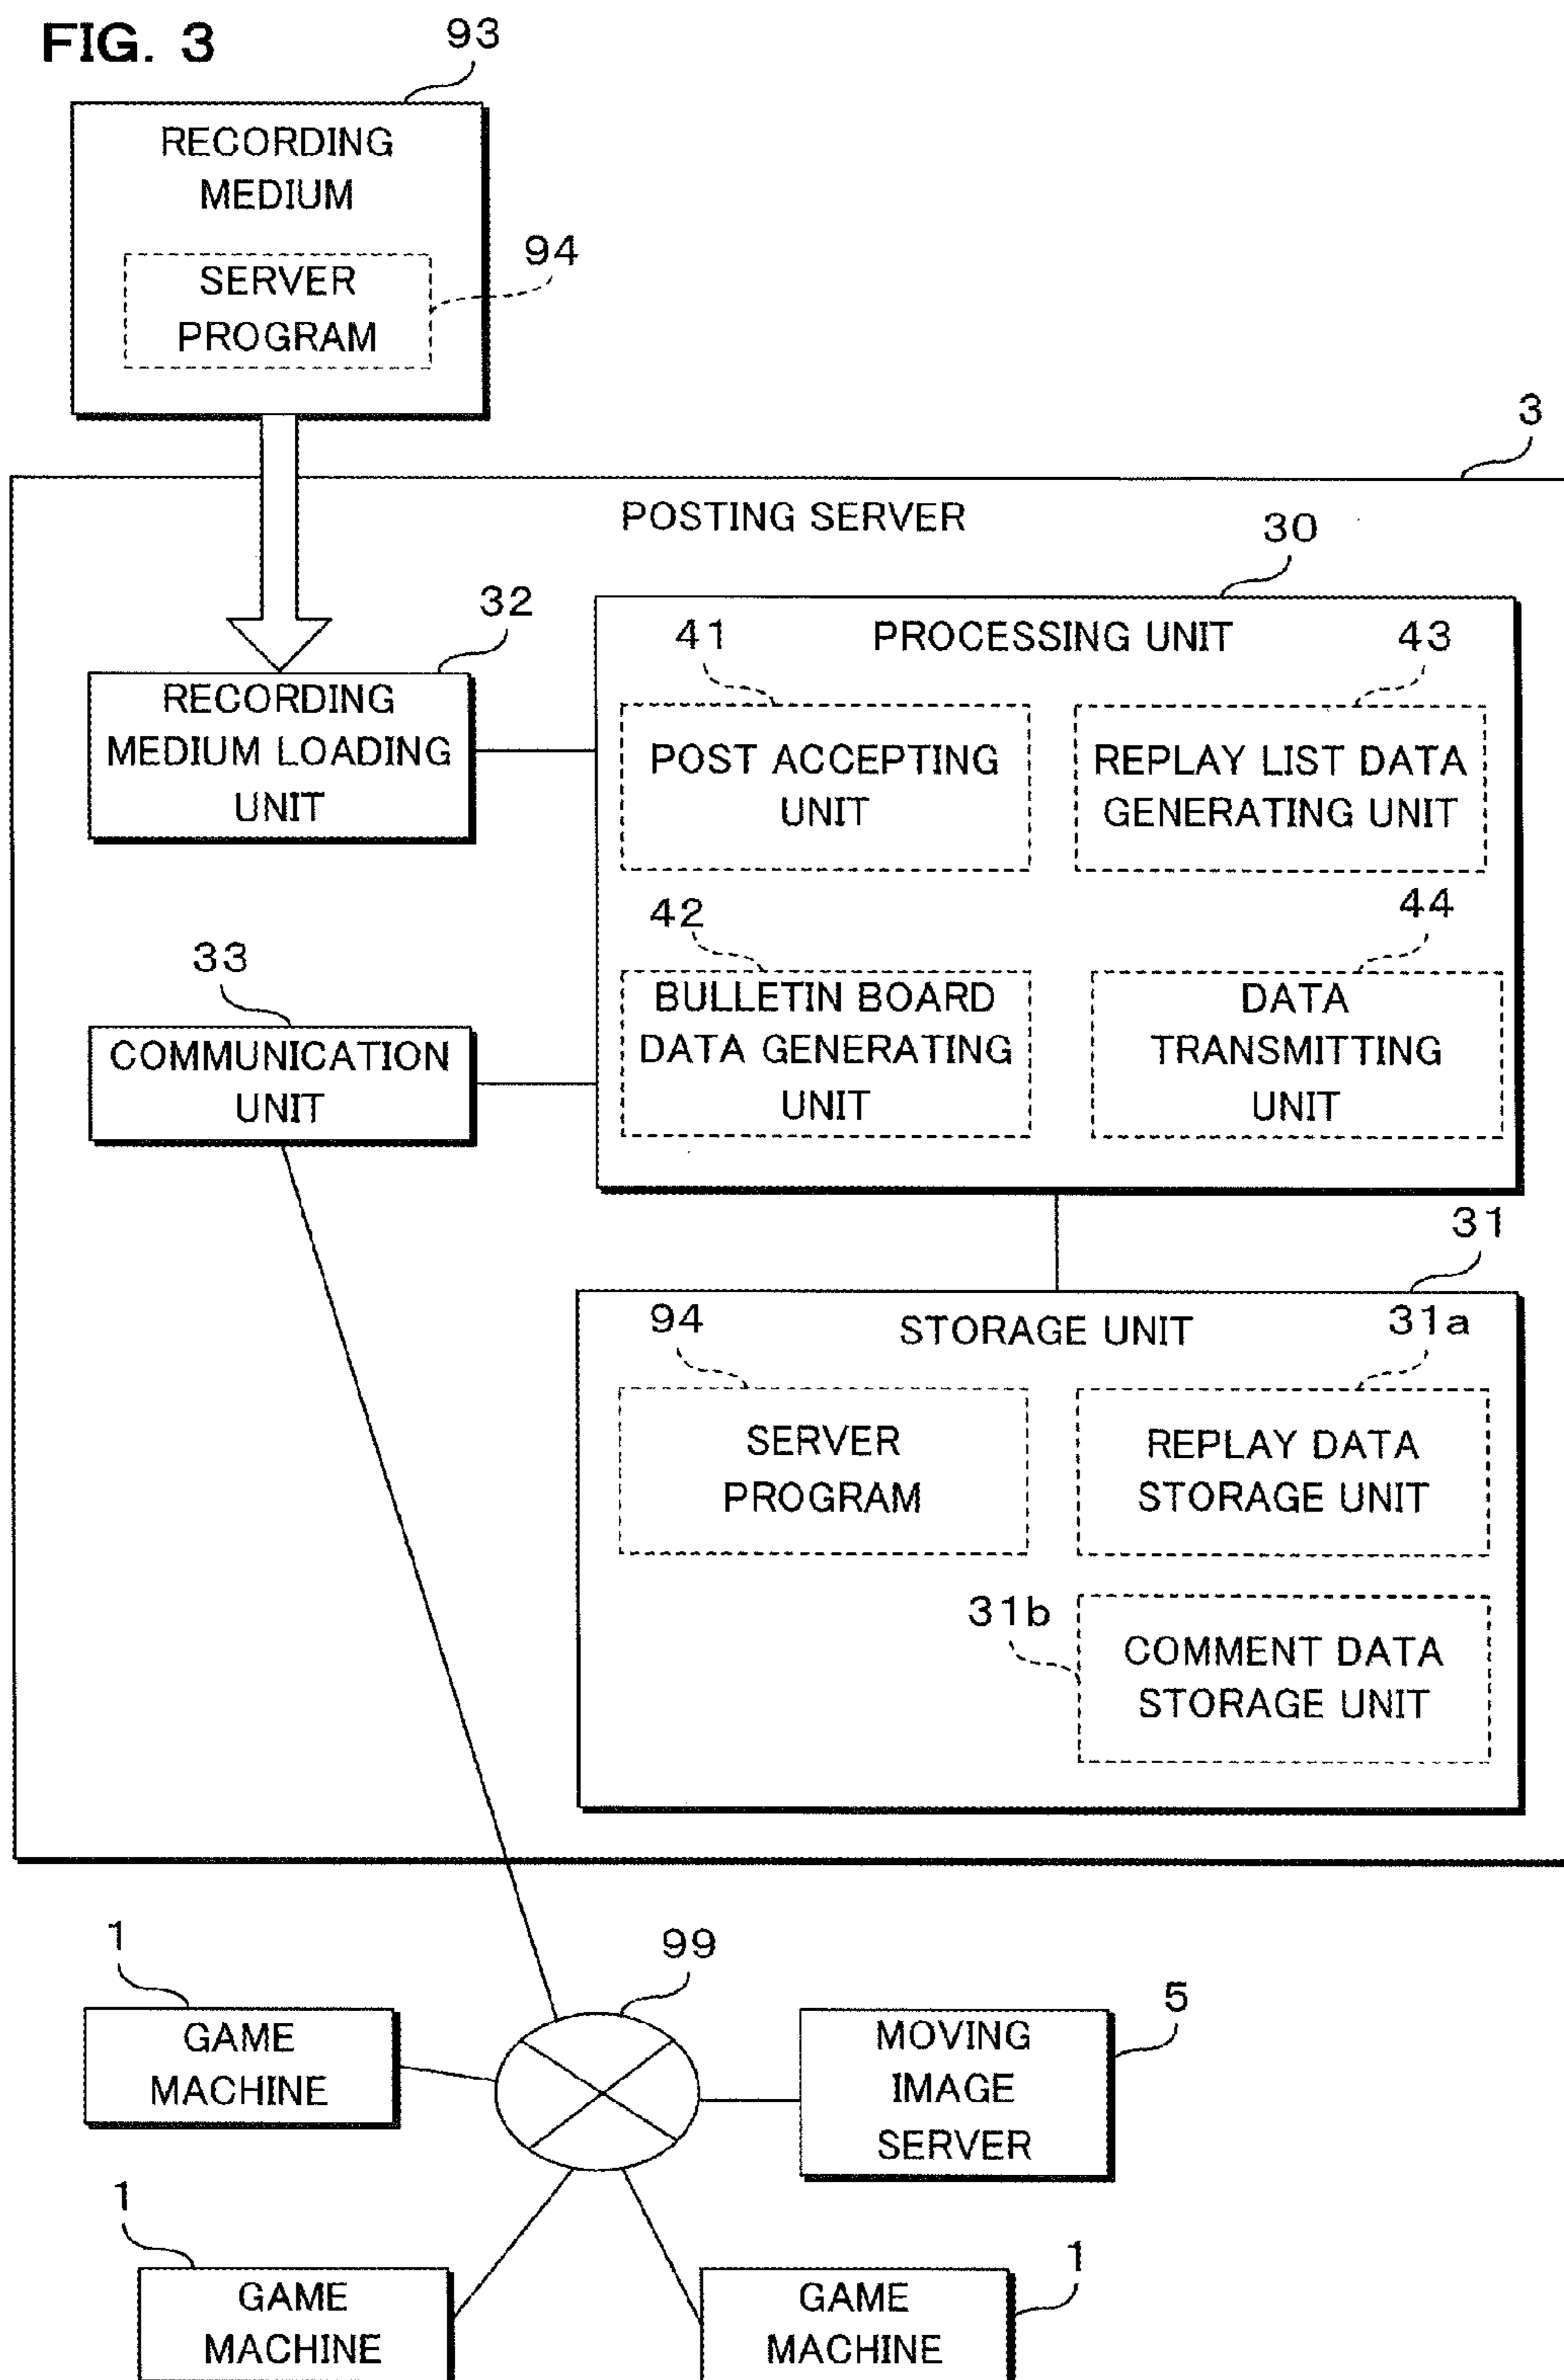 FIG. 3
93
RECORDING
MEDIUM
94
SERVER
PROGRAM
3
POSTING SERVER
30
32
RECORDING
MEDIUM LOADING
UNIT
PROCESSING UNIT
41
43
POST ACCEPTING
UNIT
REPLAY LIST DATA
GENERATING UNIT
42
44
BULLETIN BOARD
DATA GENERATING
UNIT
DATA
TRANSMITTING
UNIT
33
COMMUNICATION
UNIT
31
STORAGE UNIT
94
31a
SERVER
PROGRAM
REPLAY DATA
STORAGE UNIT
31b
COMMENT DATA
STORAGE UNIT
1
99
5
GAME
MACHINE
MOVING
IMAGE
SERVER
1
GAME
MACHINE
1
GAME
MACHINE